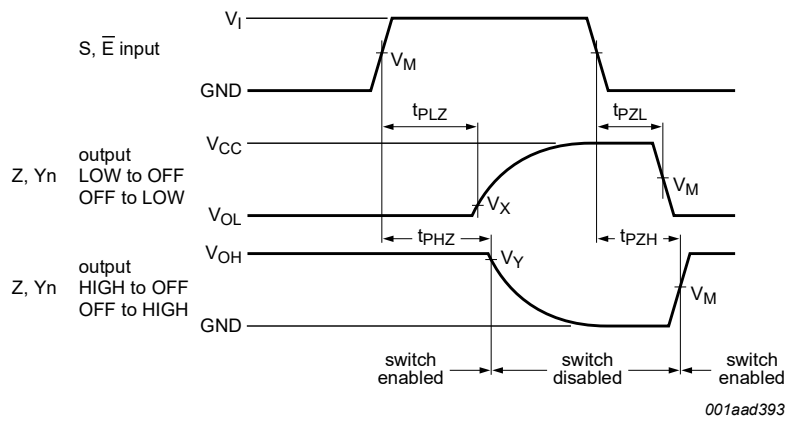 V_I
S, E̅ input
V_M
GND
t_PLZ
t_PZL
V_CC
output
Z, Yn LOW to OFF
OFF to LOW
V_M
V_X
V_OL
t_PHZ
t_PZH
V_OH
V_Y
output
Z, Yn HIGH to OFF
OFF to HIGH
V_M
GND
switch enabled
switch disabled
switch enabled
001aad393